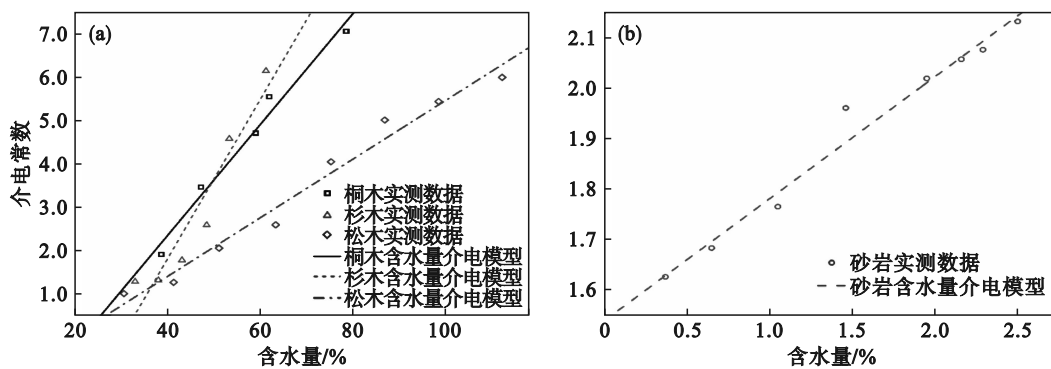 (a)
介电常数
7.0
6.0
5.0
4.0
3.0
2.0
1.0
20
40
60
80
100
含水量/%
桐木实测数据
杉木实测数据
松木实测数据
桐木含水量介电模型
杉木含水量介电模型
松木含水量介电模型
(b)
2.1
2.0
1.9
1.8
1.7
1.6
0
0.5
1.0
1.5
2.0
2.5
含水量/%
砂岩实测数据
砂岩含水量介电模型